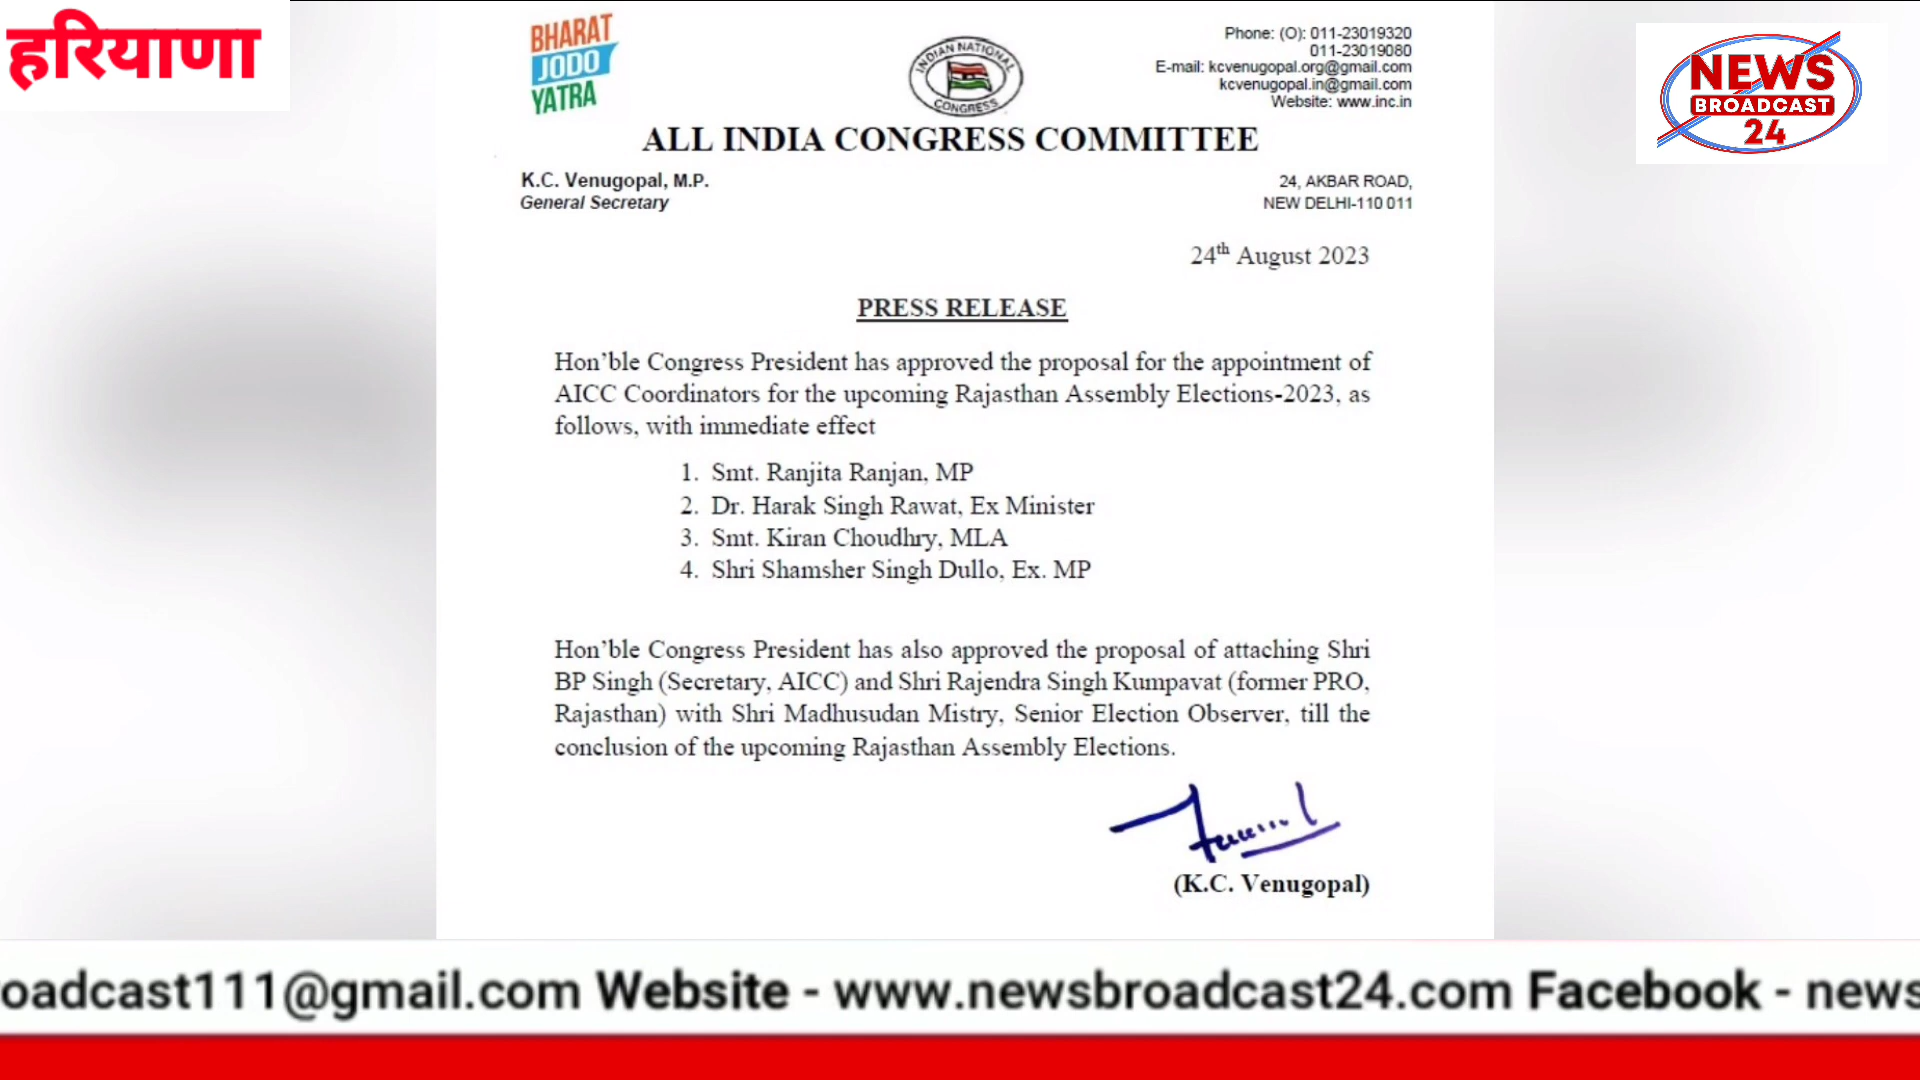 हरियाणा
BHARAT
JODO
YATRA
INDIAN NATIONAL
CONGRESS
Phone: (O): 011-23019320
011-23019080
E-mail: kcvenugopal.org@gmail.com
kcvenugopal.in@gmail.com
Website: www.inc.in
NEWS
BROADCAST
24
ALL INDIA CONGRESS COMMITTEE
K.C. Venugopal, M.P.
General Secretary
24, AKBAR ROAD,
NEW DELHI-110 011
24th August 2023
PRESS RELEASE
Hon’ble Congress President has approved the proposal for the appointment of
AICC Coordinators for the upcoming Rajasthan Assembly Elections-2023, as
follows, with immediate effect
1. Smt. Ranjita Ranjan, MP
2. Dr. Harak Singh Rawat, Ex Minister
3. Smt. Kiran Choudhry, MLA
4. Shri Shamsher Singh Dullo, Ex. MP
Hon’ble Congress President has also approved the proposal of attaching Shri
BP Singh (Secretary, AICC) and Shri Rajendra Singh Kumpavat (former PRO,
Rajasthan) with Shri Madhusudan Mistry, Senior Election Observer, till the
conclusion of the upcoming Rajasthan Assembly Elections.
(K.C. Venugopal)
oadcast111@gmail.com Website - www.newsbroadcast24.com Facebook - news